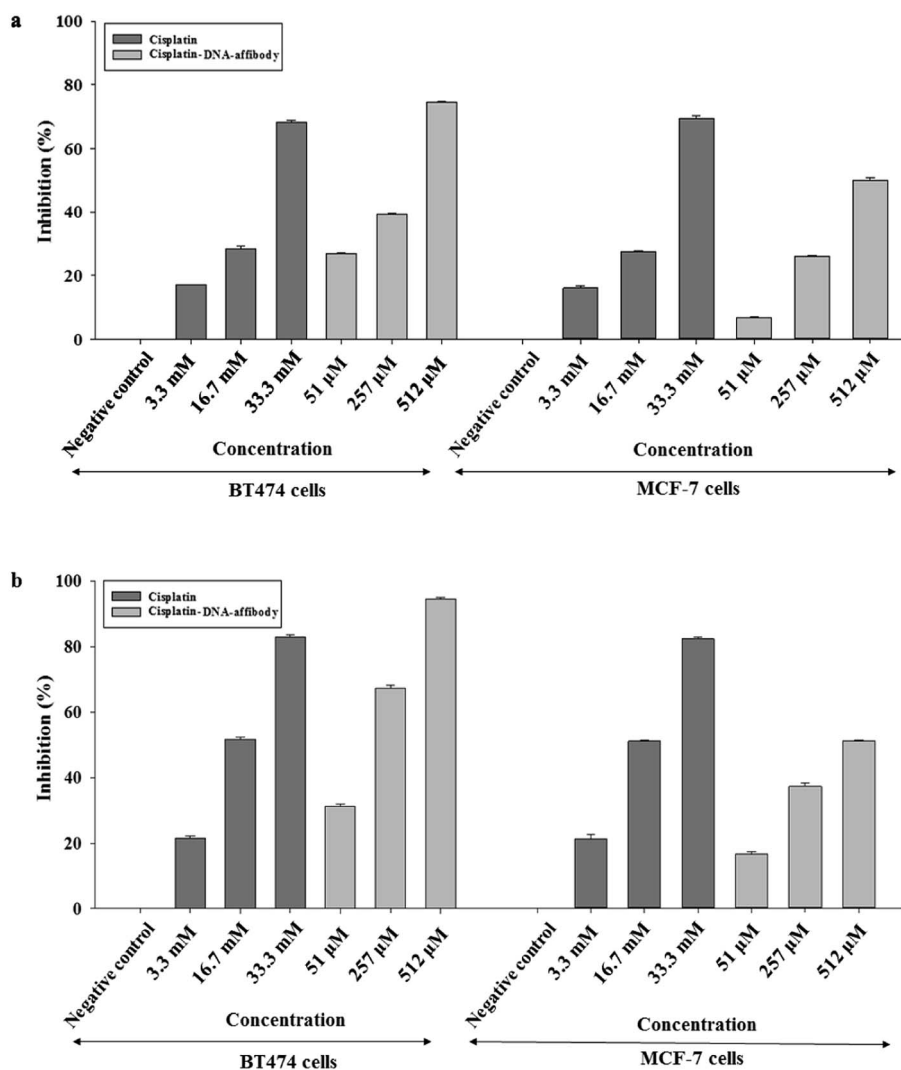 a
100
80
60
40
20
0
Inhibition (%)
Cisplatin
Cisplatin-DNA-affibody
Negative control
3.3 mM
16.7 mM
33.3 mM
51 µM
257 µM
512 µM
Negative control
3.3 mM
16.7 mM
33.3 mM
51 µM
257 µM
512 µM
Concentration
Concentration
BT474 cells
MCF-7 cells
b
100
80
60
40
20
0
Inhibition (%)
Cisplatin
Cisplatin-DNA-affibody
Negative control
3.3 mM
16.7 mM
33.3 mM
51 µM
257 µM
512 µM
Negative control
3.3 mM
16.7 mM
33.3 mM
51 µM
257 µM
512 µM
Concentration
Concentration
BT474 cells
MCF-7 cells